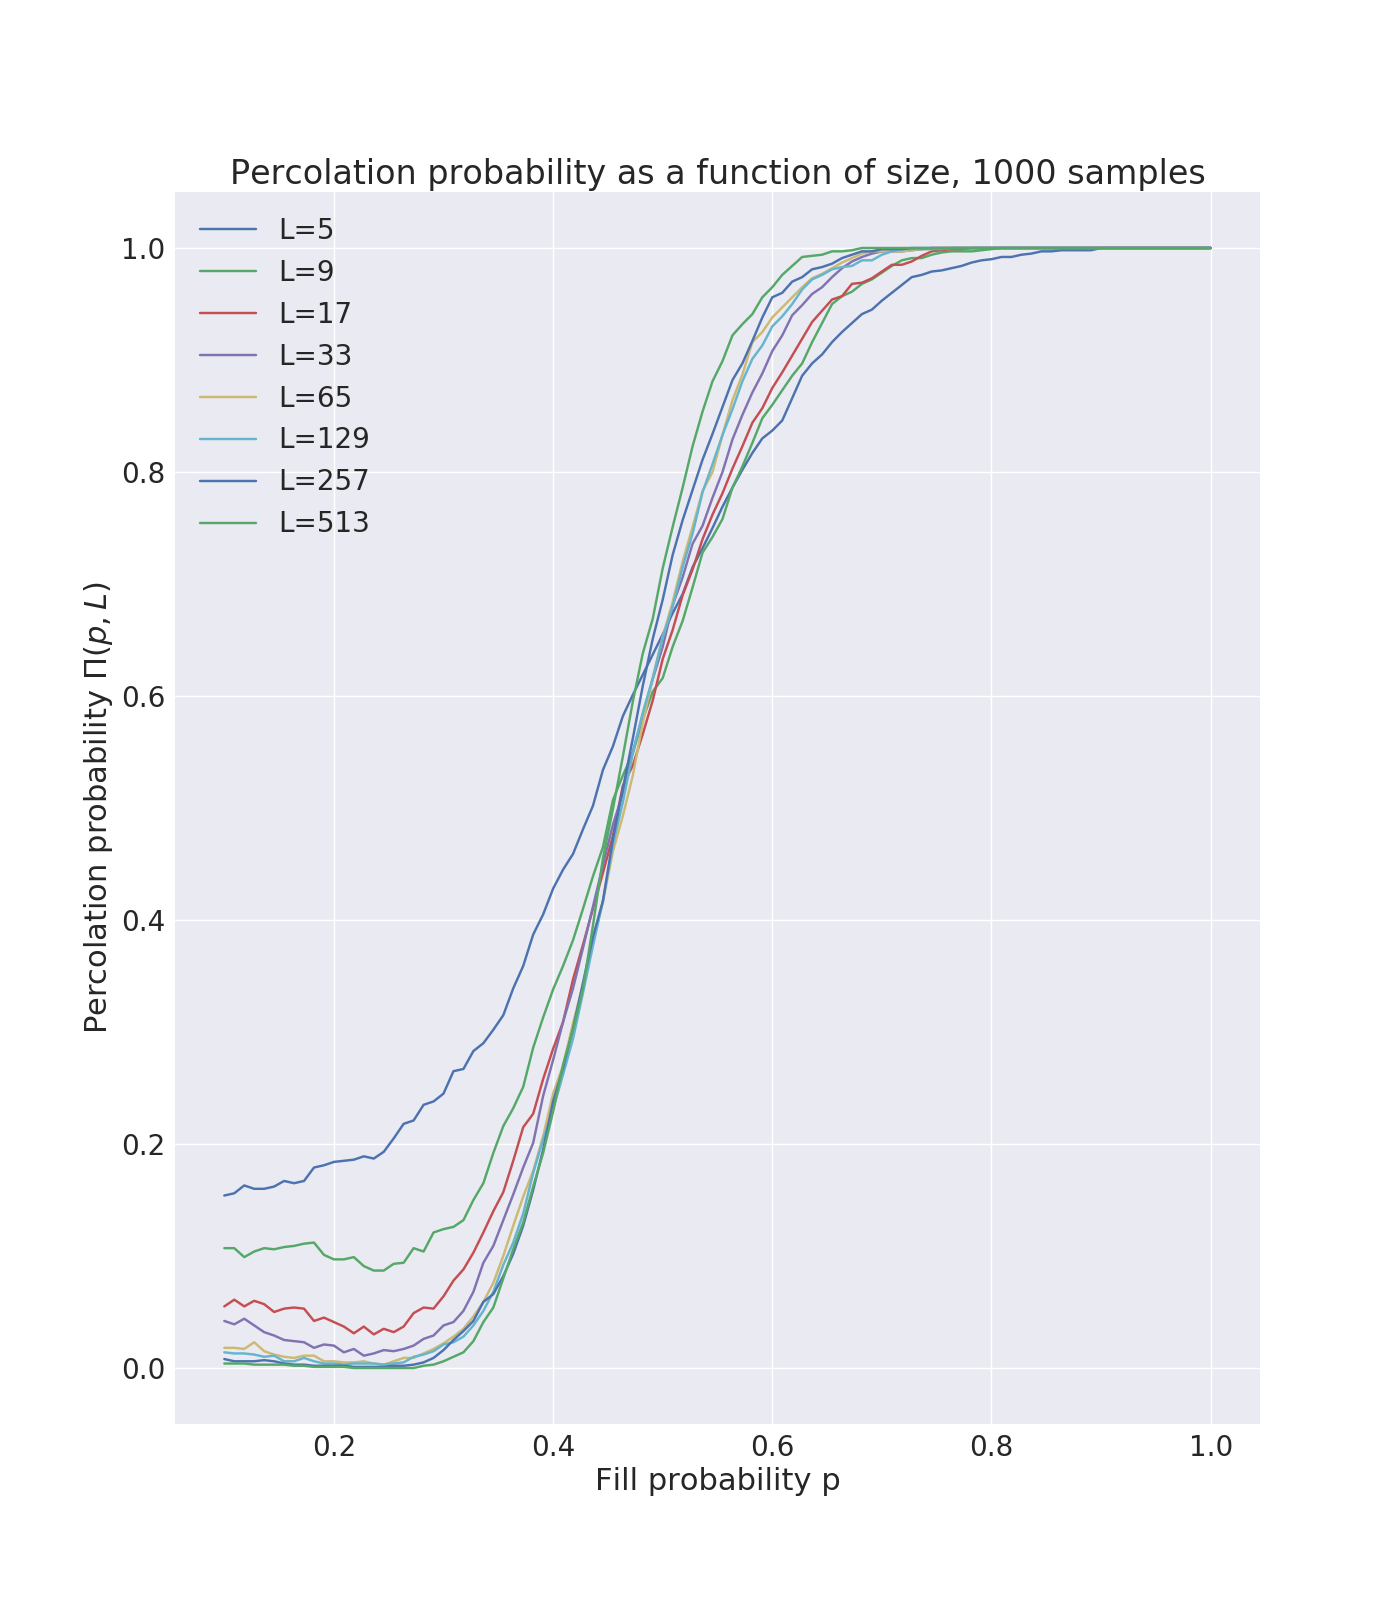 Percolation probability as a function of size, 1000 samples
L=5
L=9
L=17
L=33
L=65
L=129
L=257
L=513
Percolation probability Π(p, L)
1.0
0.8
0.6
0.4
0.2
0.0
0.2 0.4 0.6 0.8 1.0
Fill probability p